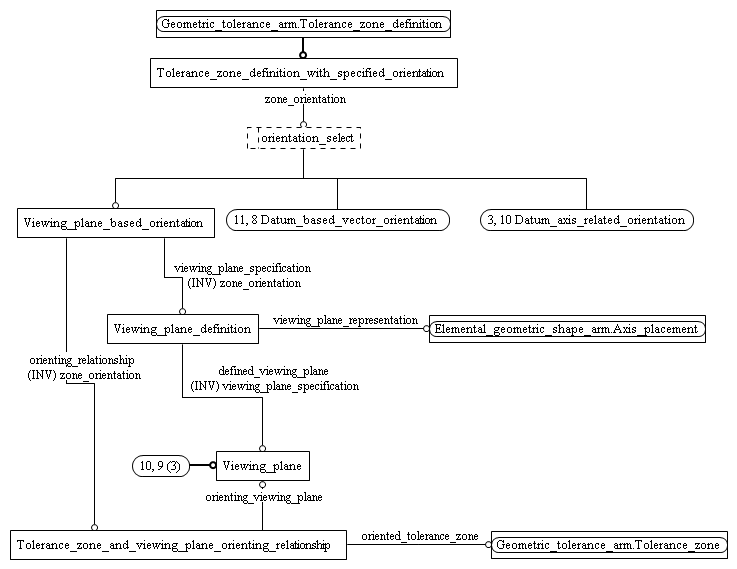 Geometric_tolerance_arm.Tolerance_zone_definition
Tolerance_zone_definition_with_specified_orientation
zone_orientation
orientation_select
Viewing_plane_based_orientation
11, 8 Datum_based_vector_orientation
3, 10 Datum_axis_related_orientation
viewing_plane_specification
(INV) zone_orientation
Viewing_plane_definition
viewing_plane_representation
Elemental_geometric_shape_arm.Axis_placement
orienting_relationship
(INV) zone_orientation
defined_viewing_plane
(INV) viewing_plane_specification
10, 9 (3)
Viewing_plane
orienting_viewing_plane
Tolerance_zone_and_viewing_plane_orienting_relationship
oriented_tolerance_zone
Geometric_tolerance_arm.Tolerance_zone